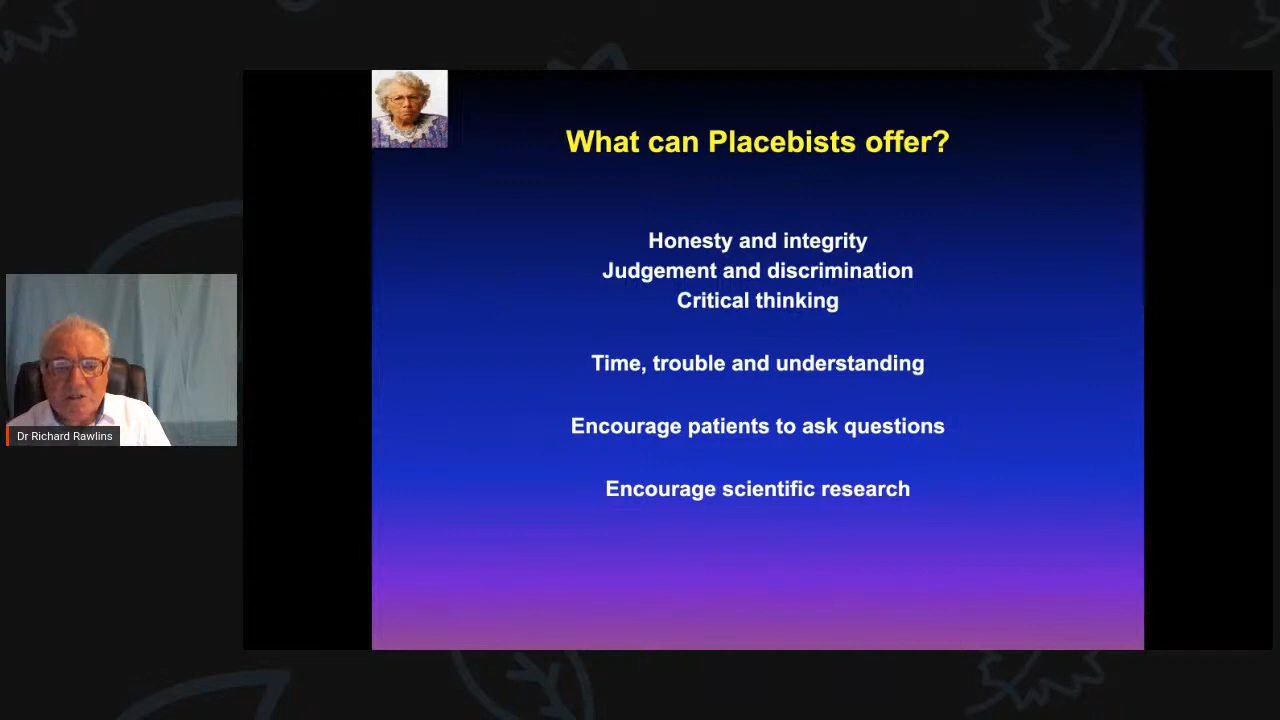 What can Placebists offer?
Honesty and integrity
Judgement and discrimination
Critical thinking
Time, trouble and understanding
Encourage patients to ask questions
Encourage scientific research
Dr Richard Rawlins